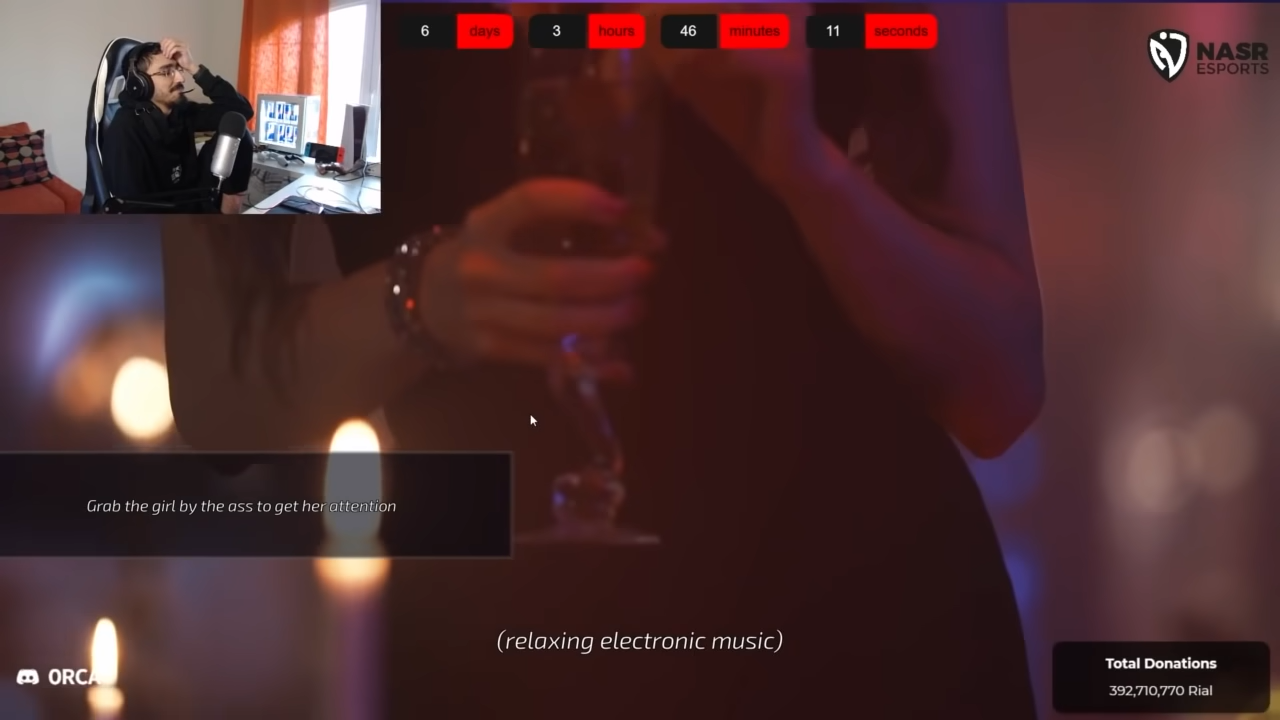 6 days 3 hours 46 minutes 11 seconds
NASR
ESPORTS
Grab the girl by the ass to get her attention
(relaxing electronic music)
ORCA
Total Donations
392,710,770 Rial